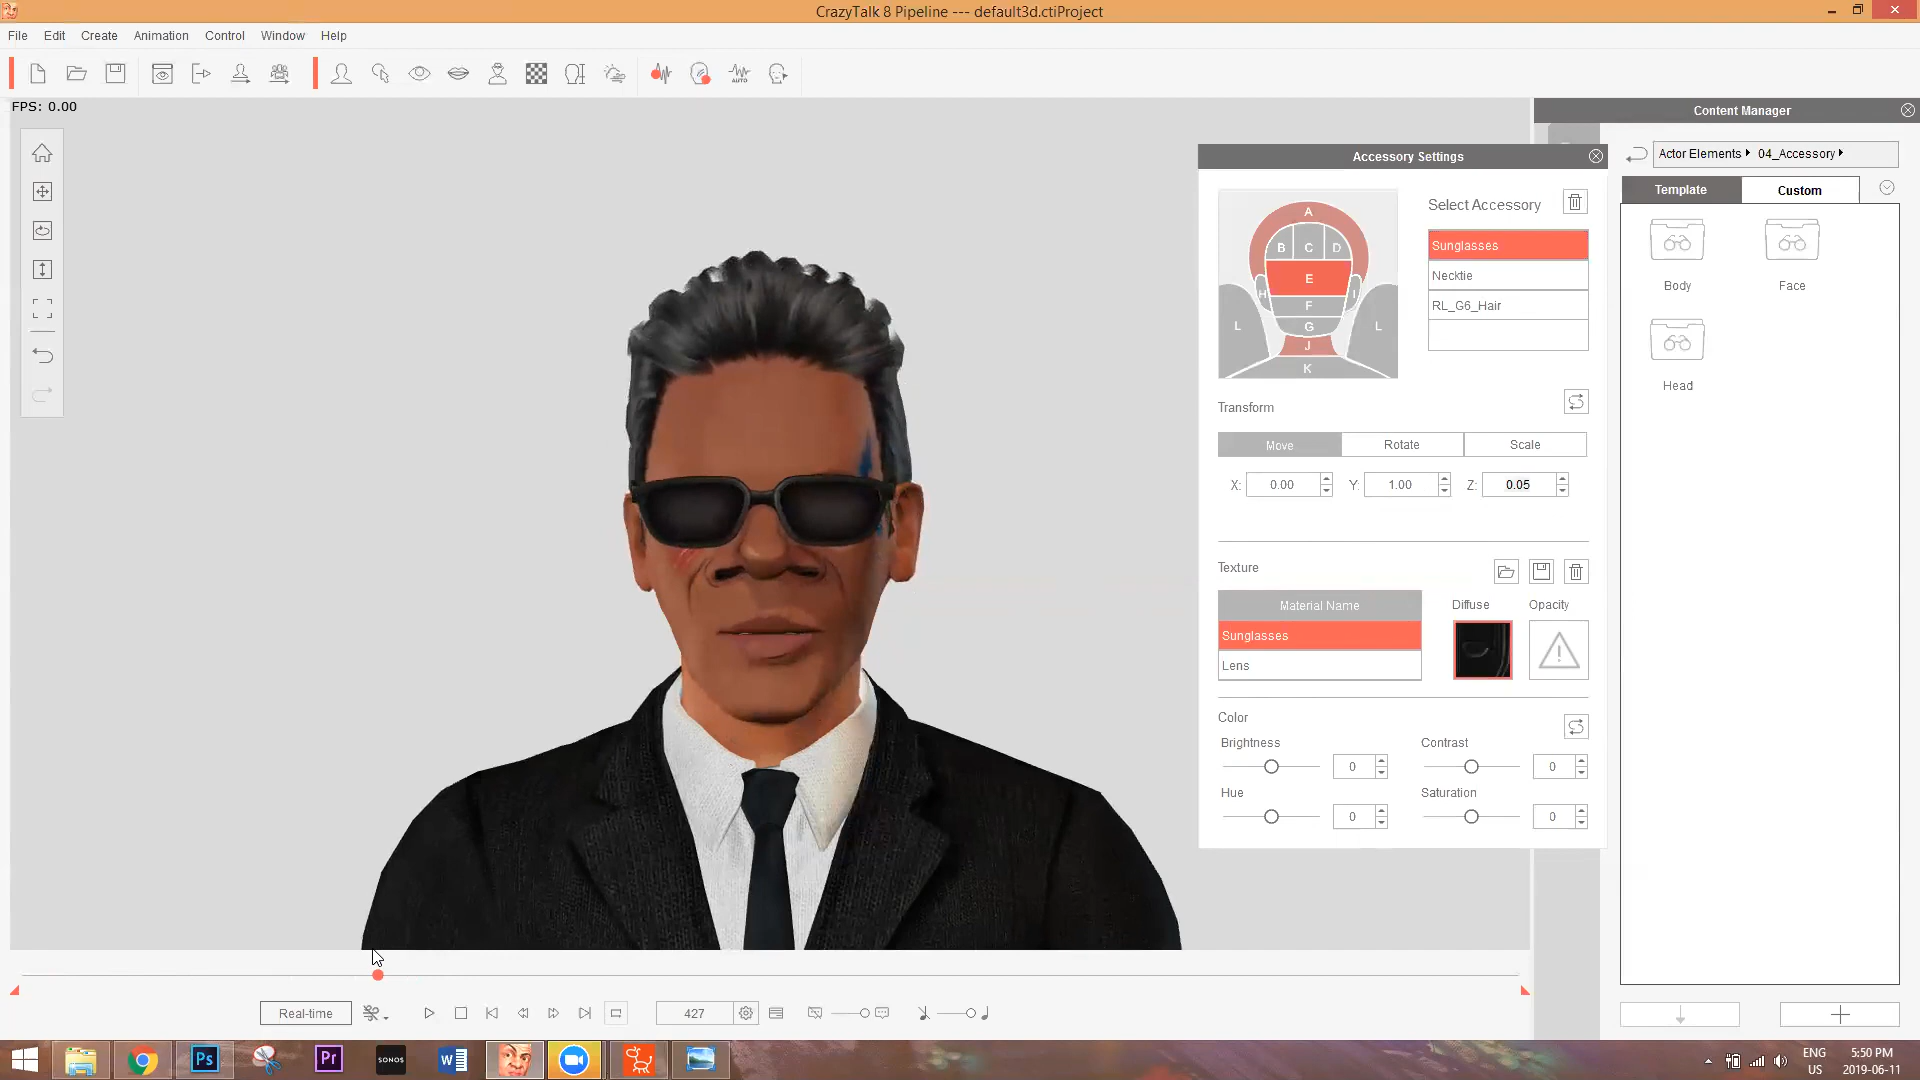 CrazyTalk 8 Pipeline --- default3d.ctiProject
File Edit Create Animation Control Window Help
AUTO
FPS: 0.00
Content Manager
Actor Elements 04_Accessory
Template Custom
Body Face
Head
Accessory Settings
A
B C D
E
H I
F
L G L
J
K
Select Accessory
Sunglasses
Necktie
RL_G6_Hair
Transform
Move Rotate Scale
X: 0.00 Y: 1.00 Z: 0.05
Texture
Material Name Diffuse Opacity
Sunglasses
Lens
Color
Brightness Contrast
0 0
Hue Saturation
0 0
Real-time 427
Ps Pr SONOS W
ENG 5:50 PM
US 2019-06-11